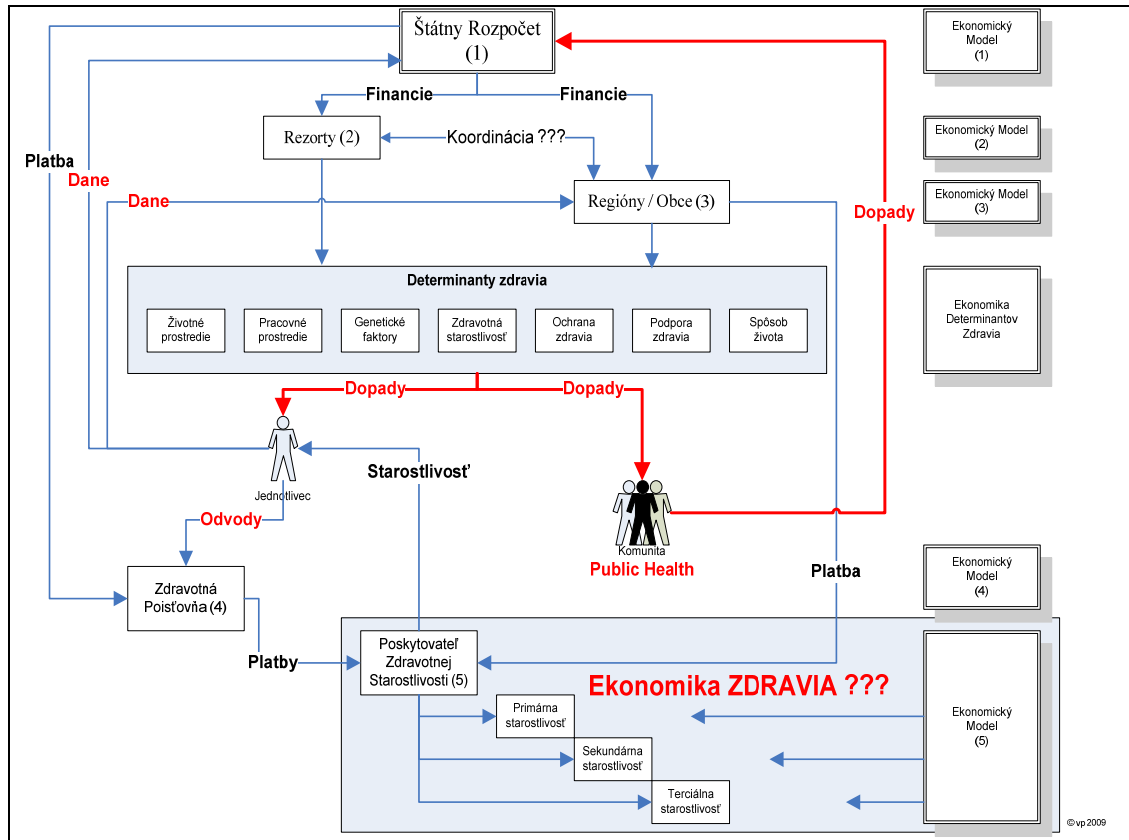 Štátny Rozpočet
(1)
Ekonomický
Model
(1)
Financie
Financie
Rezorty (2)
Koordinácia ???
Ekonomický Model
(2)
Platba
Dane
Dane
Regióny / Obce (3)
Dopady
Ekonomický Model
(3)
Determinanty zdravia
Životné
prostredie
Pracovné
prostredie
Genetické
faktory
Zdravotná
starostlivosť
Ochrana
zdravia
Podpora
zdravia
Spôsob
života
Ekonomika
Determinantov
Zdravia
Dopady
Dopady
Starostlivosť
Jednotlivec
Odvody
Komunita
Public Health
Platba
Ekonomický
Model
(4)
Zdravotná
Poisťovňa (4)
Platby
Poskytovateľ
Zdravotnej
Starostlivosti (5)
Ekonomika ZDRAVIA ???
Primárna
starostlivosť
Sekundárna
starostlivosť
Terciálna
starostlivosť
Ekonomický
Model
(5)
© vp 2009